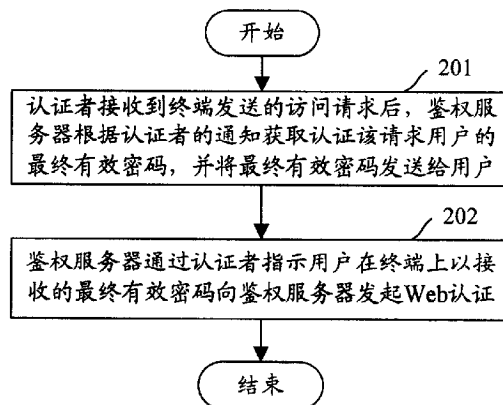 开始
201
认证者接收到终端发送的访问请求后，鉴权服
务器根据认证者的通知获取认证该请求用户的
最终有效密码，并将最终有效密码发送给用户
202
鉴权服务器通过认证者指示用户在终端上以接
收的最终有效密码向鉴权服务器发起Web认证
结束